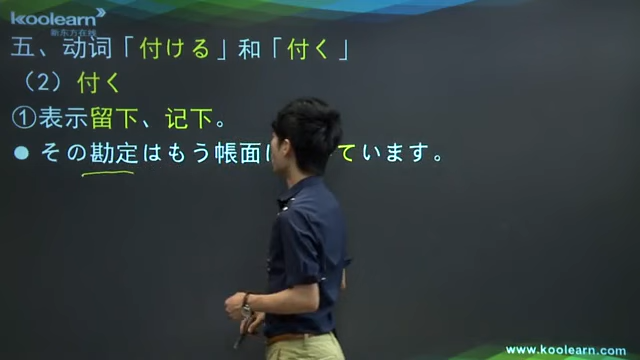 koolearn
新东方在线
五、动词「付ける」和「付く」
（2）付く
①表示留下、记下。
● その勘定はもう帳面に ています。
www.koolearn.com